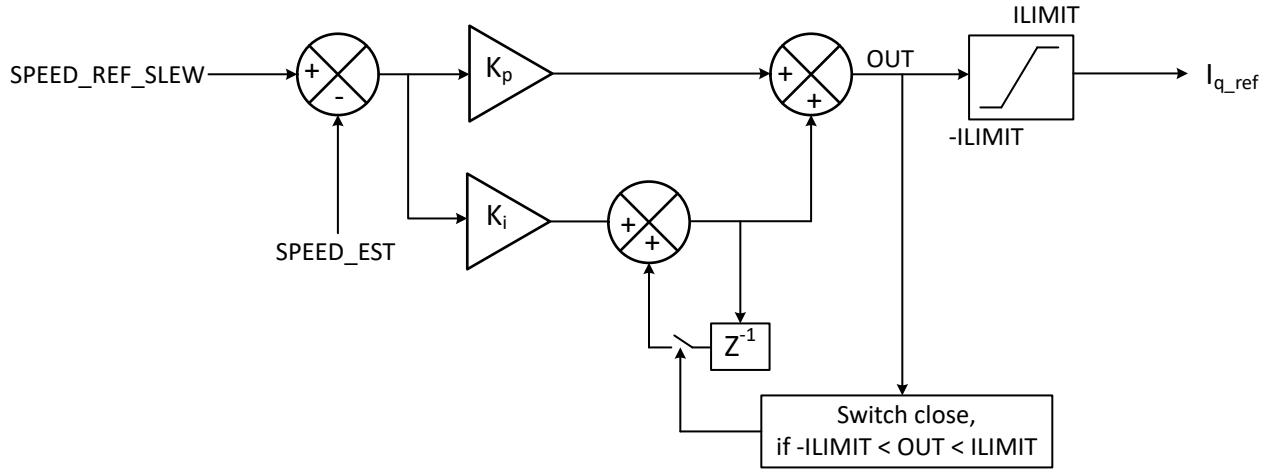 ILIMIT
SPEED_REF_SLEW
+
-
Kp
+
+
OUT
Iq_ref
-ILIMIT
SPEED_EST
Ki
+
+
Z-1
Switch close,
if -ILIMIT < OUT < ILIMIT